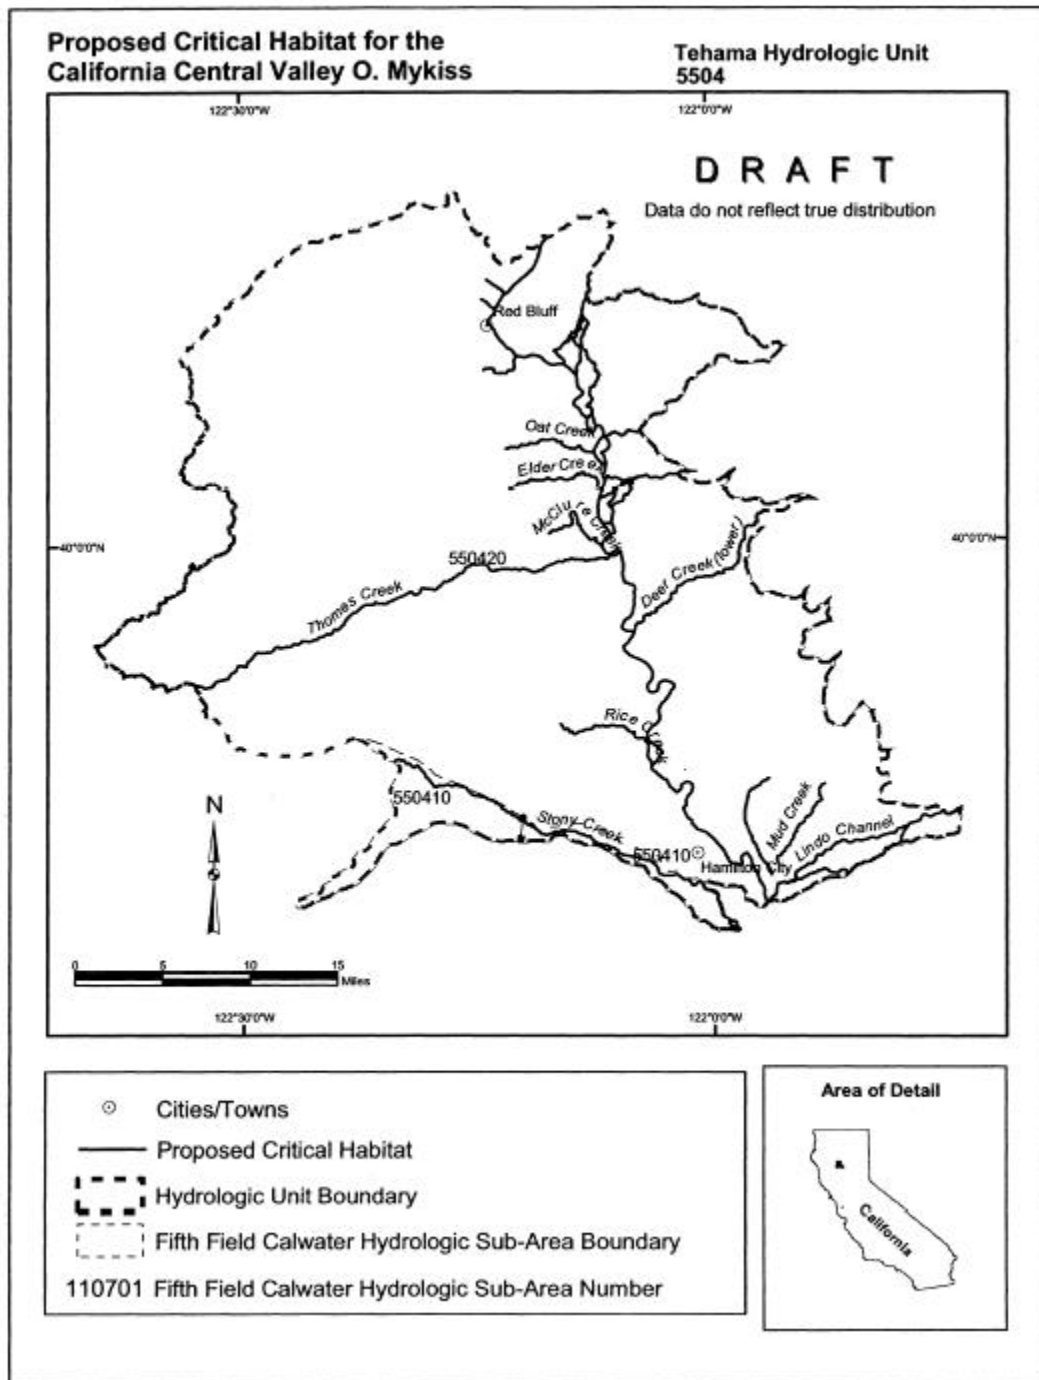 Proposed Critical Habitat for the
California Central Valley O. Mykiss
Tehama Hydrologic Unit
5504
122°30'0"W
122°0'0"W
D R A F T
Data do not reflect true distribution
Red Bluff
Oat Creek
Elder Creek
McClure Creek
40°0'0"N
40°0'0"N
550420
Thomes Creek
Deer Creek (lower)
Rice Creek
550410
Stony Creek
Mud Creek
Lindo Channel
550410
Hamilton City
N
0 5 10 15
Miles
122°30'0"W
122°0'0"W
Cities/Towns
Proposed Critical Habitat
Hydrologic Unit Boundary
Fifth Field Calwater Hydrologic Sub-Area Boundary
110701 Fifth Field Calwater Hydrologic Sub-Area Number
Area of Detail
California